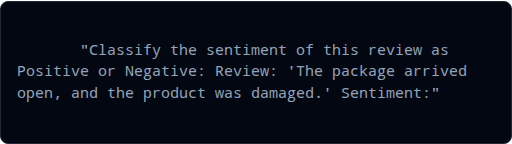 "Classify the sentiment of this review as
Positive or Negative: Review: 'The package arrived
open, and the product was damaged.' Sentiment:"